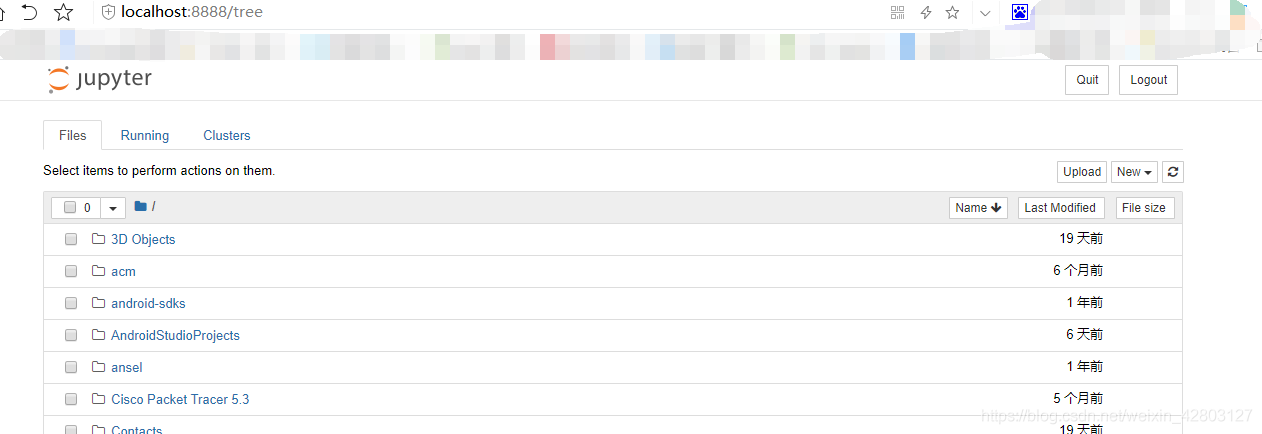 localhost:8888/tree
jupyter
Quit Logout
Files Running Clusters
Select items to perform actions on them.
Upload New
0 / Name Last Modified File size
3D Objects 19 天前
acm 6 个月前
android-sdks 1 年前
AndroidStudioProjects 6 天前
ansel 1 年前
Cisco Packet Tracer 5.3 5 个月前
https://blog.csdn.net/weixin_42803127
Contacts 19 天前